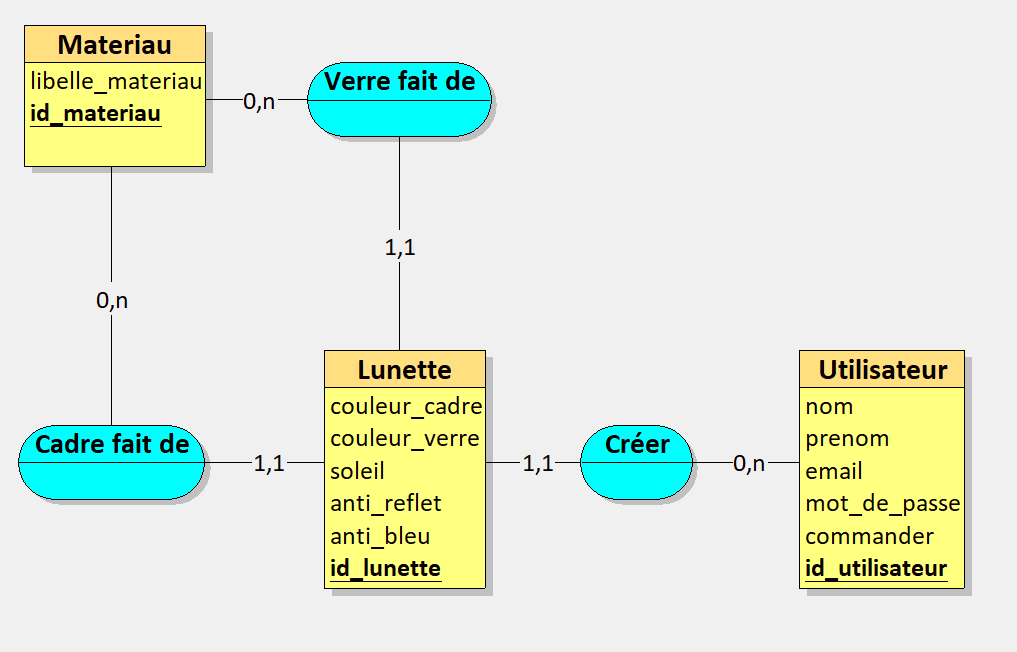 Materiau
libelle_materiau
id_materiau
0,n
Verre fait de
1,1
0,n
Cadre fait de
1,1
Lunette
couleur_cadre
couleur_verre
soleil
anti_reflet
anti_bleu
id_lunette
1,1
Créer
0,n
Utilisateur
nom
prenom
email
mot_de_passe
commander
id_utilisateur